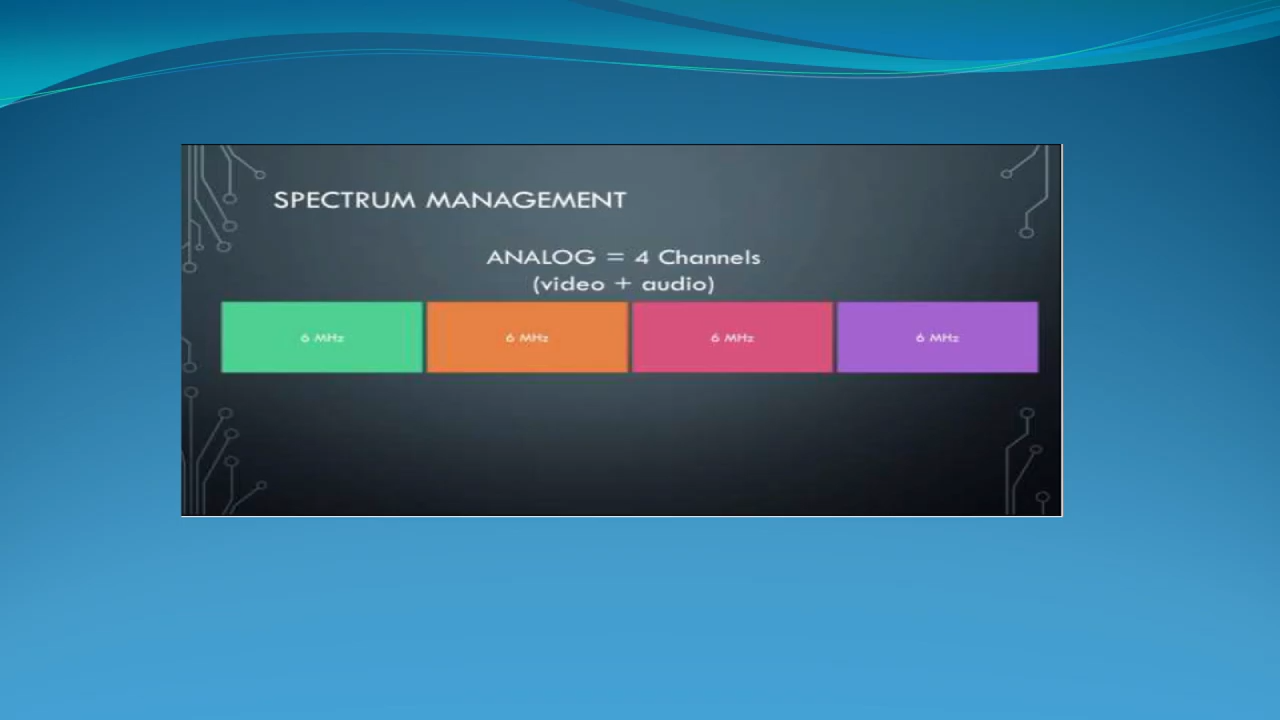 SPECTRUM MANAGEMENT
ANALOG = 4 Channels
(video + audio)
6 MHz 6 MHz 6 MHz 6 MHz